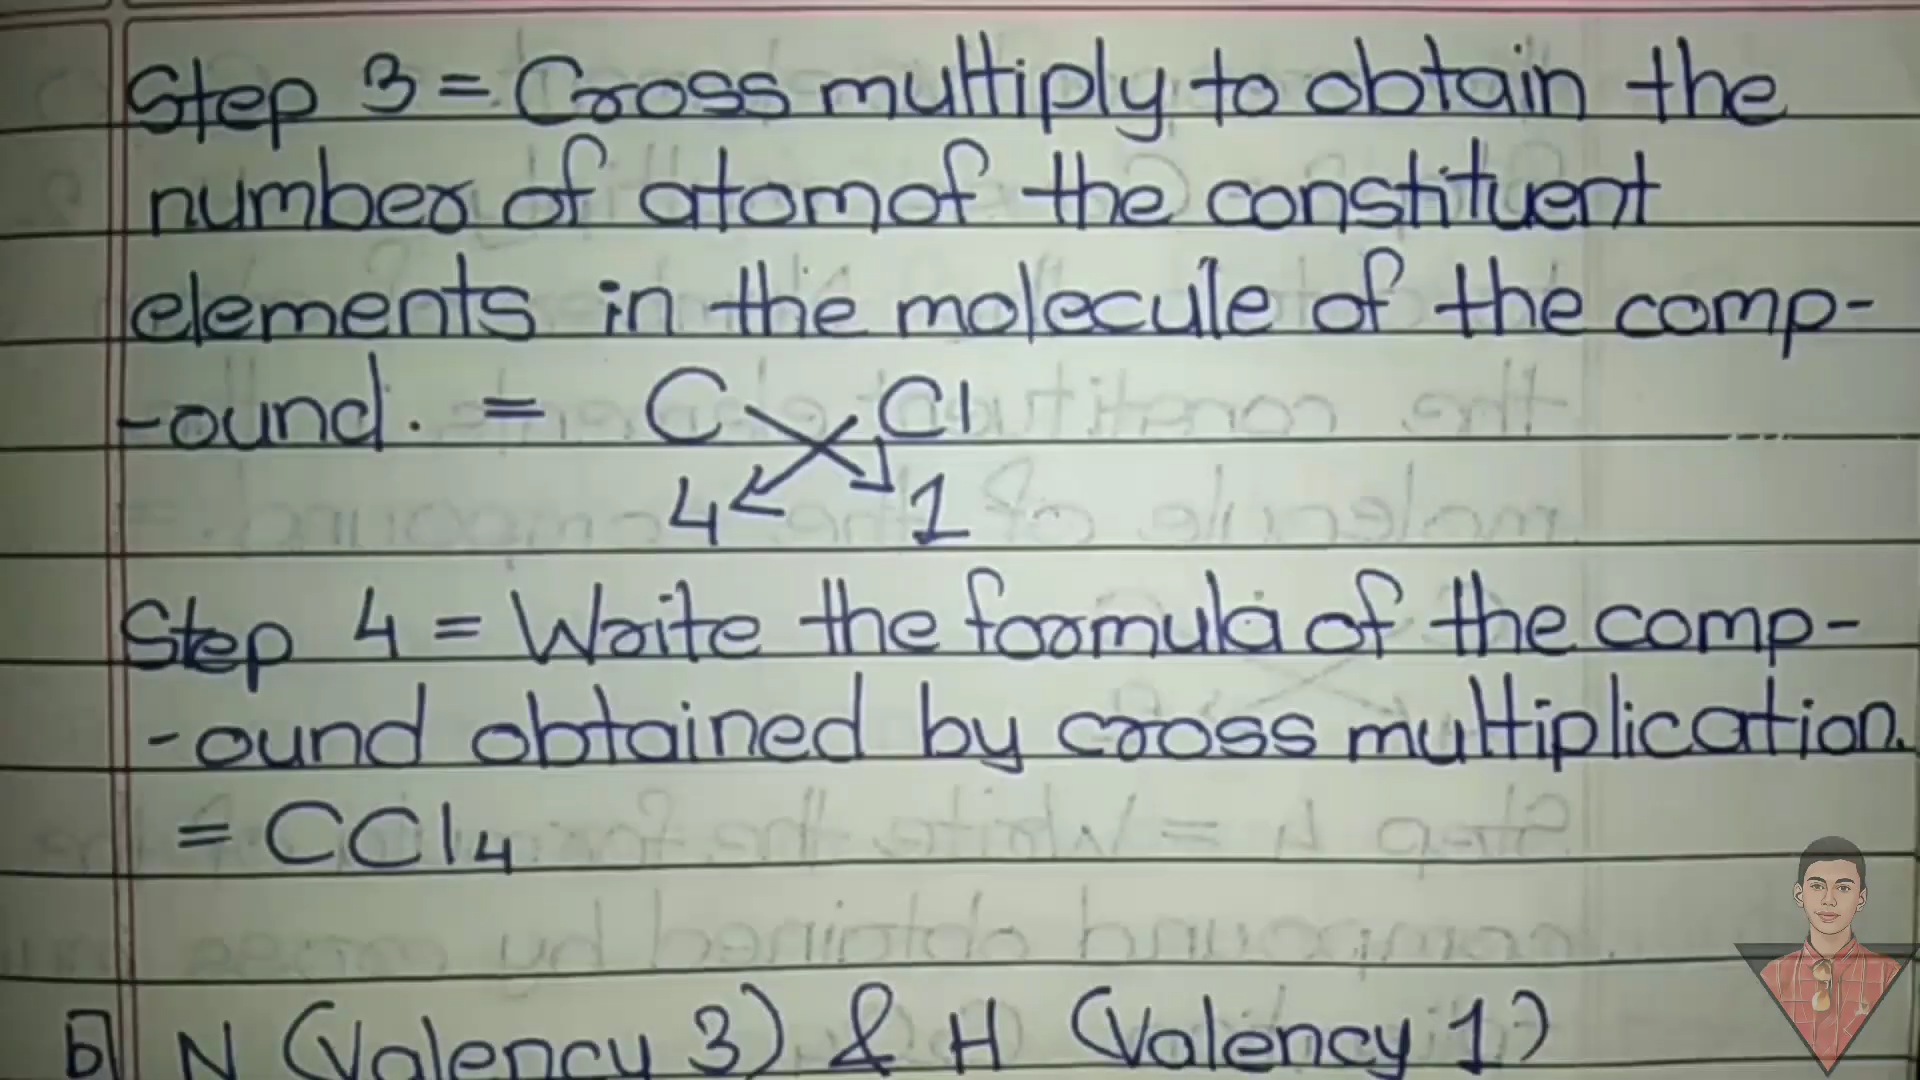 Step 3 = Cross multiply to obtain the
number of atom of the constituent
elements in the molecule of the comp-
-ound. = C Cl
4 1
Step 4 = Write the formula of the comp-
-ound obtained by cross multiplication.
= CCl4
b] N (Valency 3) & H (Valency 1)